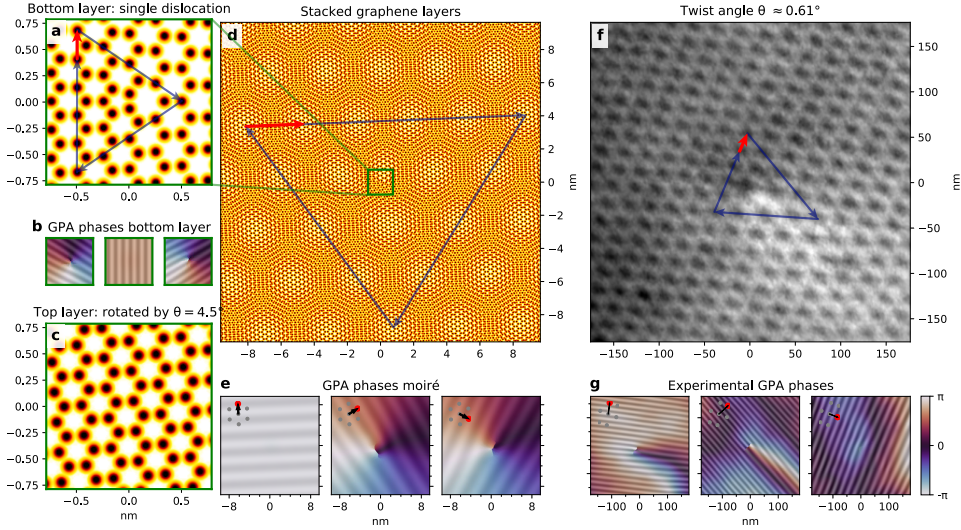 Bottom layer: single dislocation
a
0.75
0.50
0.25
0.00
−0.25
−0.50
−0.75
−0.5 0.0 0.5
b GPA phases bottom layer
Top layer: rotated by θ = 4.5°
c
0.75
0.50
0.25
0.00
−0.25
−0.50
−0.75
−0.5 0.0 0.5
nm
Stacked graphene layers
d
8
6
4
2
0
−2
−4
−6
−8
nm
−8 −6 −4 −2 0 2 4 6 8
e GPA phases moiré
−8 0 8
−8 0 8
−8 0 8
nm
Twist angle θ ≈ 0.61°
f
150
100
50
0
−50
−100
−150
nm
−150 −100 −50 0 50 100 150
g Experimental GPA phases
−100 0 100
−100 0 100
−100 0 100
nm
π
0
-π